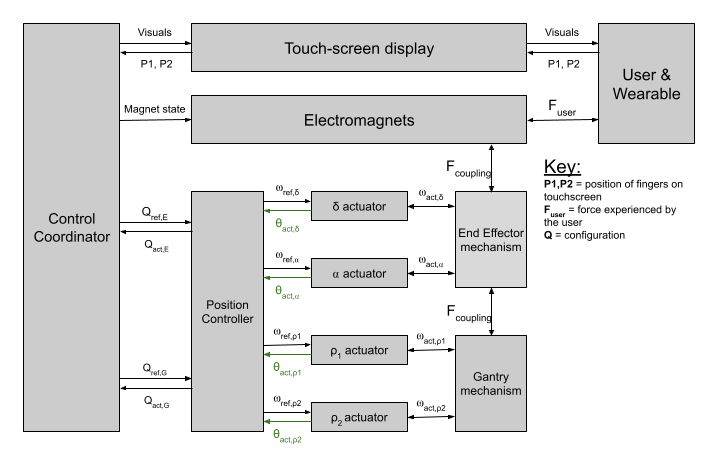 Visuals
Touch-screen display
Visuals
P1, P2
P1, P2
User &
Wearable
Magnet state
Electromagnets
F_user
F_coupling
Key:
P1,P2 = position of fingers on
touchscreen
F_user = force experienced by
the user
Q = configuration
Control
Coordinator
Q_ref,E
Q_act,E
Q_ref,G
Q_act,G
Position
Controller
ω_ref,δ
θ_act,δ
δ actuator
ω_act,δ
End Effector
mechanism
ω_ref,α
θ_act,α
α actuator
ω_act,α
F_coupling
ω_ref,ρ1
θ_act,ρ1
ρ_1 actuator
ω_act,ρ1
Gantry
mechanism
ω_ref,ρ2
θ_act,ρ2
ρ_2 actuator
ω_act,ρ2